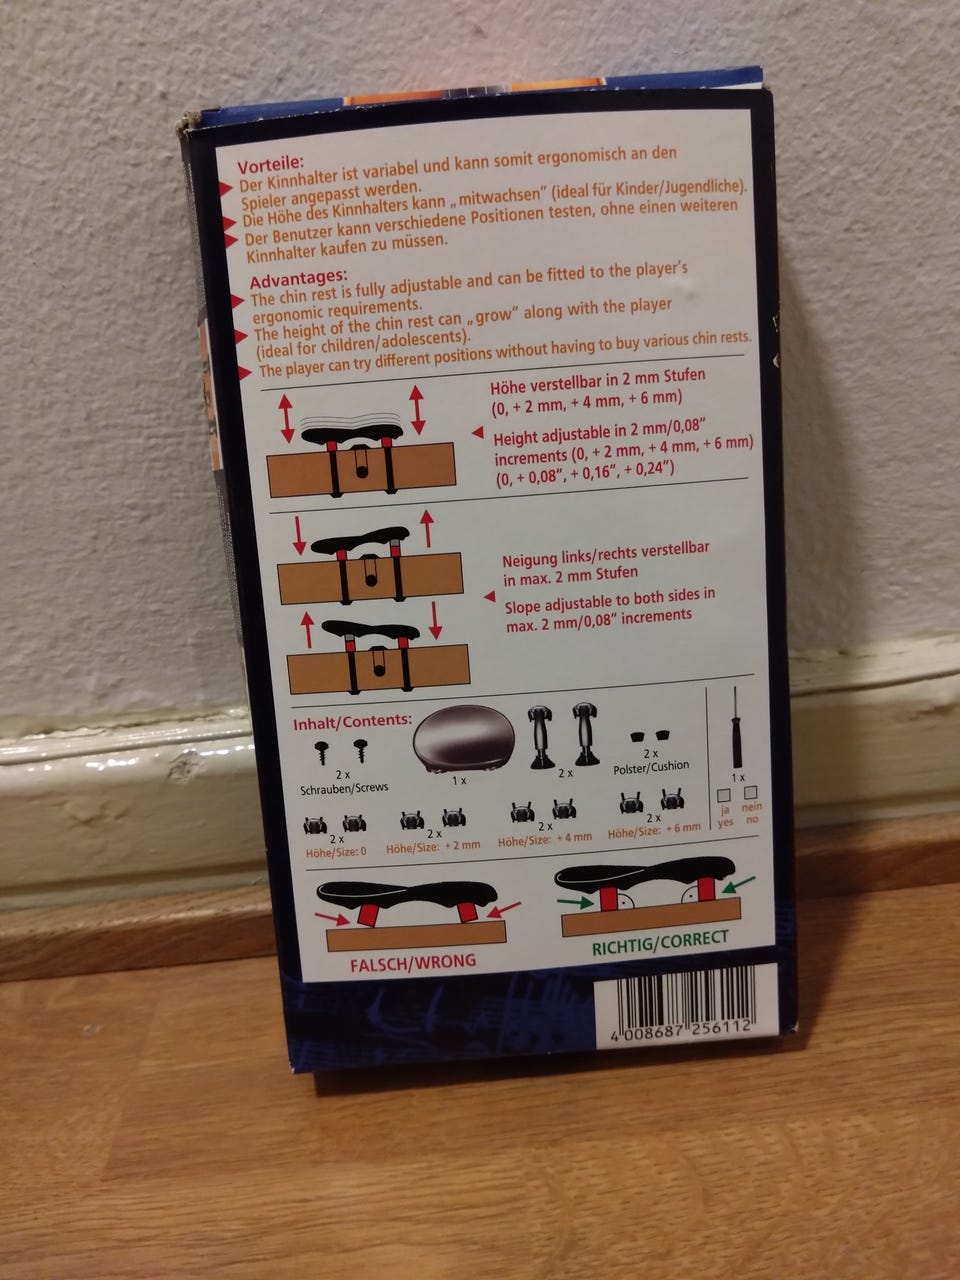 Vorteile:
Der Kinnhalter ist variabel und kann somit ergonomisch an den
Spieler angepasst werden.
Die Höhe des Kinnhalters kann „mitwachsen" (ideal für Kinder/Jugendliche).
Der Benutzer kann verschiedene Positionen testen, ohne einen weiteren
Kinnhalter kaufen zu müssen.
Advantages:
The chin rest is fully adjustable and can be fitted to the player's
ergonomic requirements.
The height of the chin rest can „grow" along with the player
(ideal for children/adolescents).
The player can try different positions without having to buy various chin rests.
Höhe verstellbar in 2 mm Stufen
(0, + 2 mm, + 4 mm, + 6 mm)
Height adjustable in 2 mm/0,08"
increments (0, + 2 mm, + 4 mm, + 6 mm)
(0, + 0,08", + 0,16", + 0,24")
Neigung links/rechts verstellbar
in max. 2 mm Stufen
Slope adjustable to both sides in
max. 2 mm/0,08" increments
Inhalt/Contents:
2 x
Schrauben/Screws
1 x
2 x
2 x
Polster/Cushion
1 x
ja nein
yes no
2 x
Höhe/Size: 0
2 x
Höhe/Size: + 2 mm
2 x
Höhe/Size: + 4 mm
2 x
Höhe/Size: + 6 mm
FALSCH/WRONG
RICHTIG/CORRECT
4 008687 256112